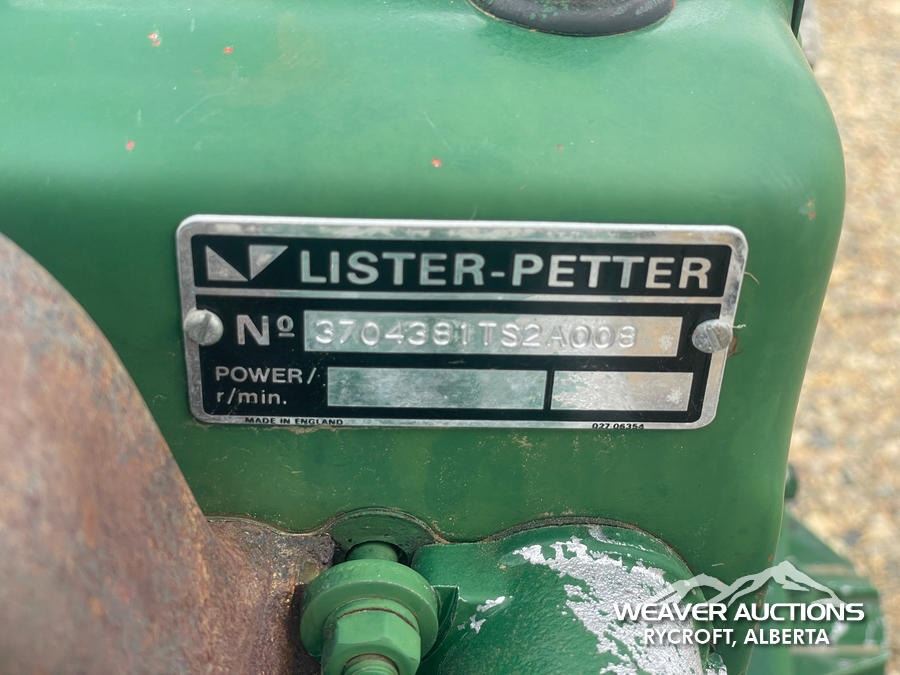 LISTER-PETTER
Nº 3704381TS2A008
POWER/
r/min.
MADE IN ENGLAND
027-06354
WEAVER AUCTIONS
RYCROFT, ALBERTA